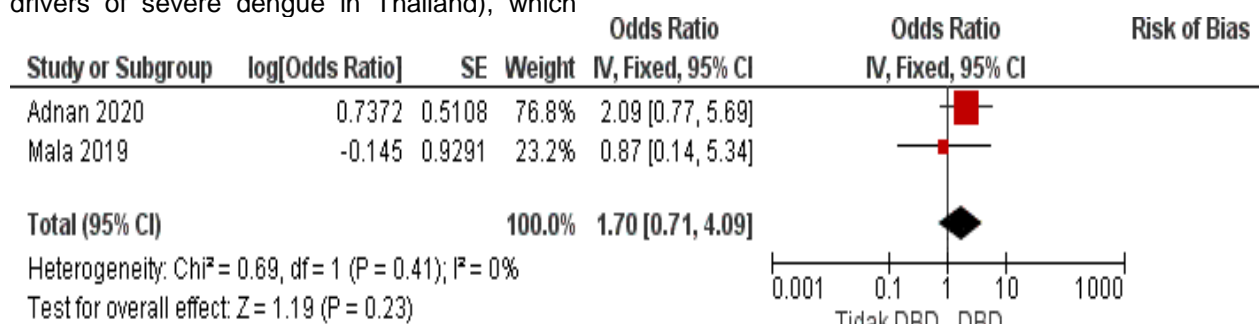 drivers of severe dengue in Thailand), which
Odds Ratio Odds Ratio Risk of Bias
Study or Subgroup log[Odds Ratio] SE Weight IV, Fixed, 95% CI IV, Fixed, 95% CI
Adnan 2020 0.7372 0.5108 76.8% 2.09 [0.77, 5.69]
Mala 2019 -0.145 0.9291 23.2% 0.87 [0.14, 5.34]
Total (95% CI) 100.0% 1.70 [0.71, 4.09]
Heterogeneity: Chi² = 0.69, df = 1 (P = 0.41); I² = 0%
0.001 0.1 1 10 1000
Test for overall effect: Z = 1.19 (P = 0.23)
Tidak DBD DBD